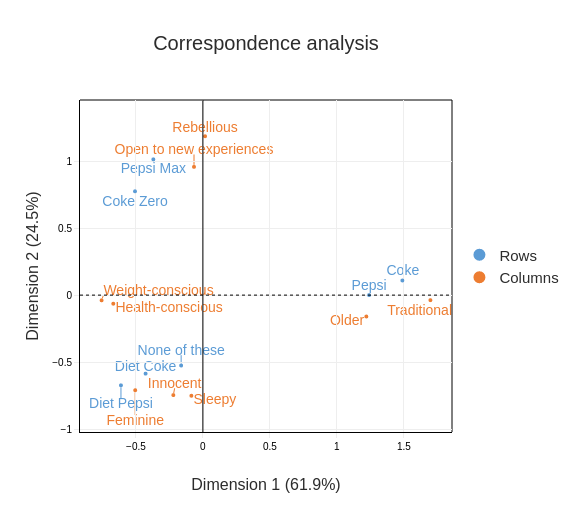 Correspondence analysis
Rebellious
Open to new experiences
Pepsi Max
Coke Zero
Coke
Pepsi
Weight-conscious
Health-conscious
Traditional
Older
None of these
Diet Coke
Innocent
Diet Pepsi
Sleepy
Feminine
1
0.5
0
−0.5
−1
−0.5
0
0.5
1
1.5
Dimension 1 (61.9%)
Dimension 2 (24.5%)
Rows
Columns